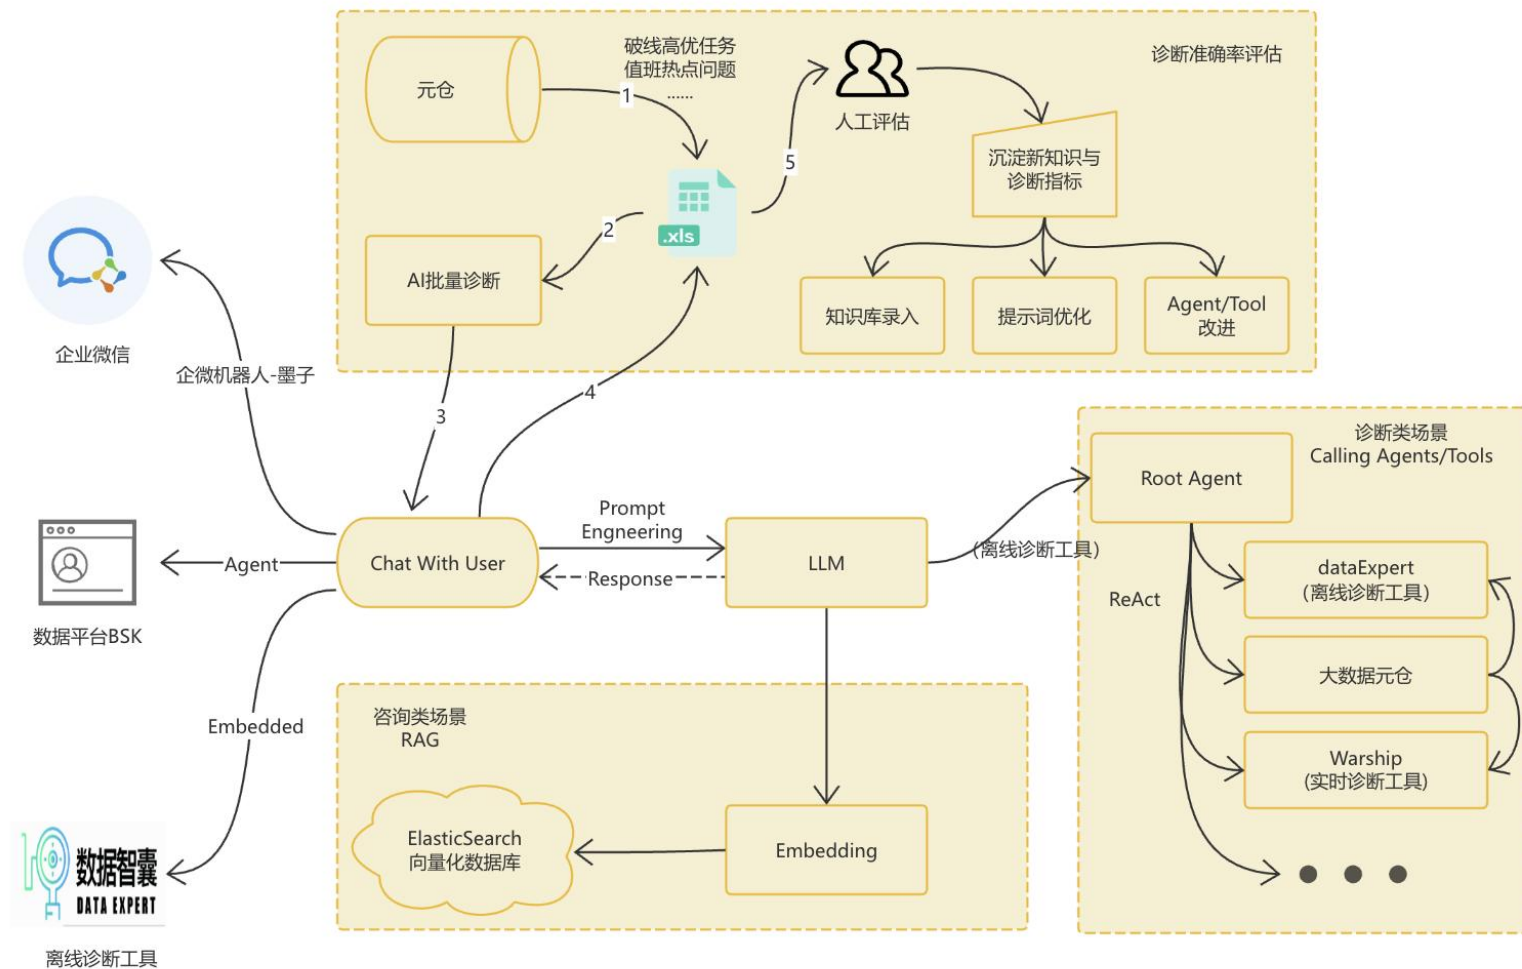 元仓
破线高优任务
值班热点问题
......
1
人工评估
诊断准确率评估
5
沉淀新知识与
诊断指标
2
.xls
AI批量诊断
知识库录入
提示词优化
Agent/Tool
改进
企业微信
企微机器人-墨子
3
4
诊断类场景
Calling Agents/Tools
Root Agent
Prompt
Engneering
Chat With User
LLM
(离线诊断工具)
Agent
Response
dataExpert
(离线诊断工具)
ReAct
数据平台BSK
大数据元仓
Embedded
咨询类场景
RAG
Warship
(实时诊断工具)
ElasticSearch
向量化数据库
Embedding
数据智囊
DATA EXPERT
离线诊断工具